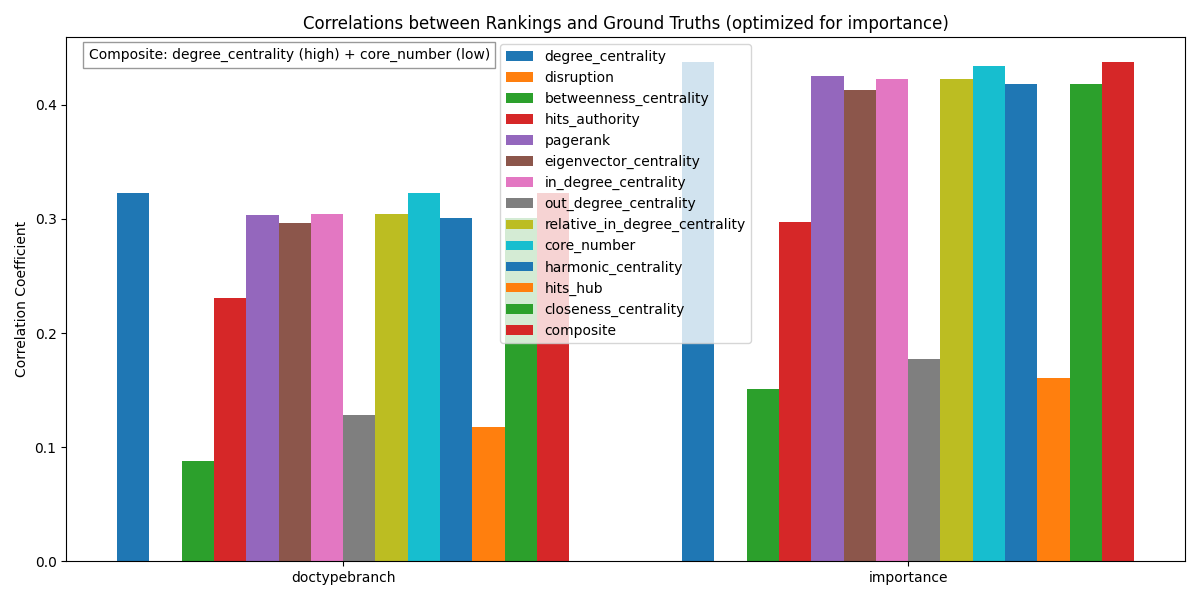 Correlations between Rankings and Ground Truths (optimized for importance)
Composite: degree_centrality (high) + core_number (low)
degree_centrality
disruption
betweenness_centrality
hits_authority
pagerank
eigenvector_centrality
in_degree_centrality
out_degree_centrality
relative_in_degree_centrality
core_number
harmonic_centrality
hits_hub
closeness_centrality
composite
Correlation Coefficient
0.4
0.3
0.2
0.1
0.0
doctypebranch
importance